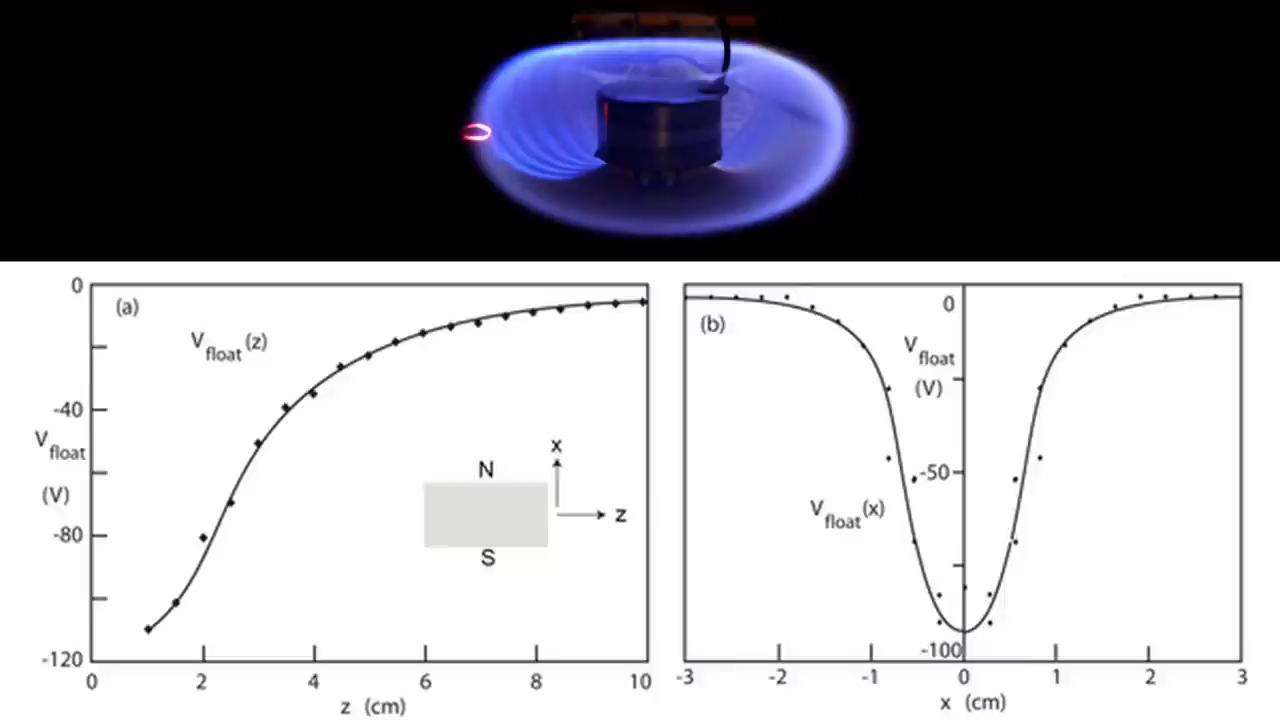 0
(a)
V float (z)
-40
V float
(V)
-80
-120
N
S
x
z
0
2
4
6
8
10
z (cm)
(b)
0
V float
(V)
-50
V float (x)
-100
-3
-2
-1
0
1
2
3
x (cm)